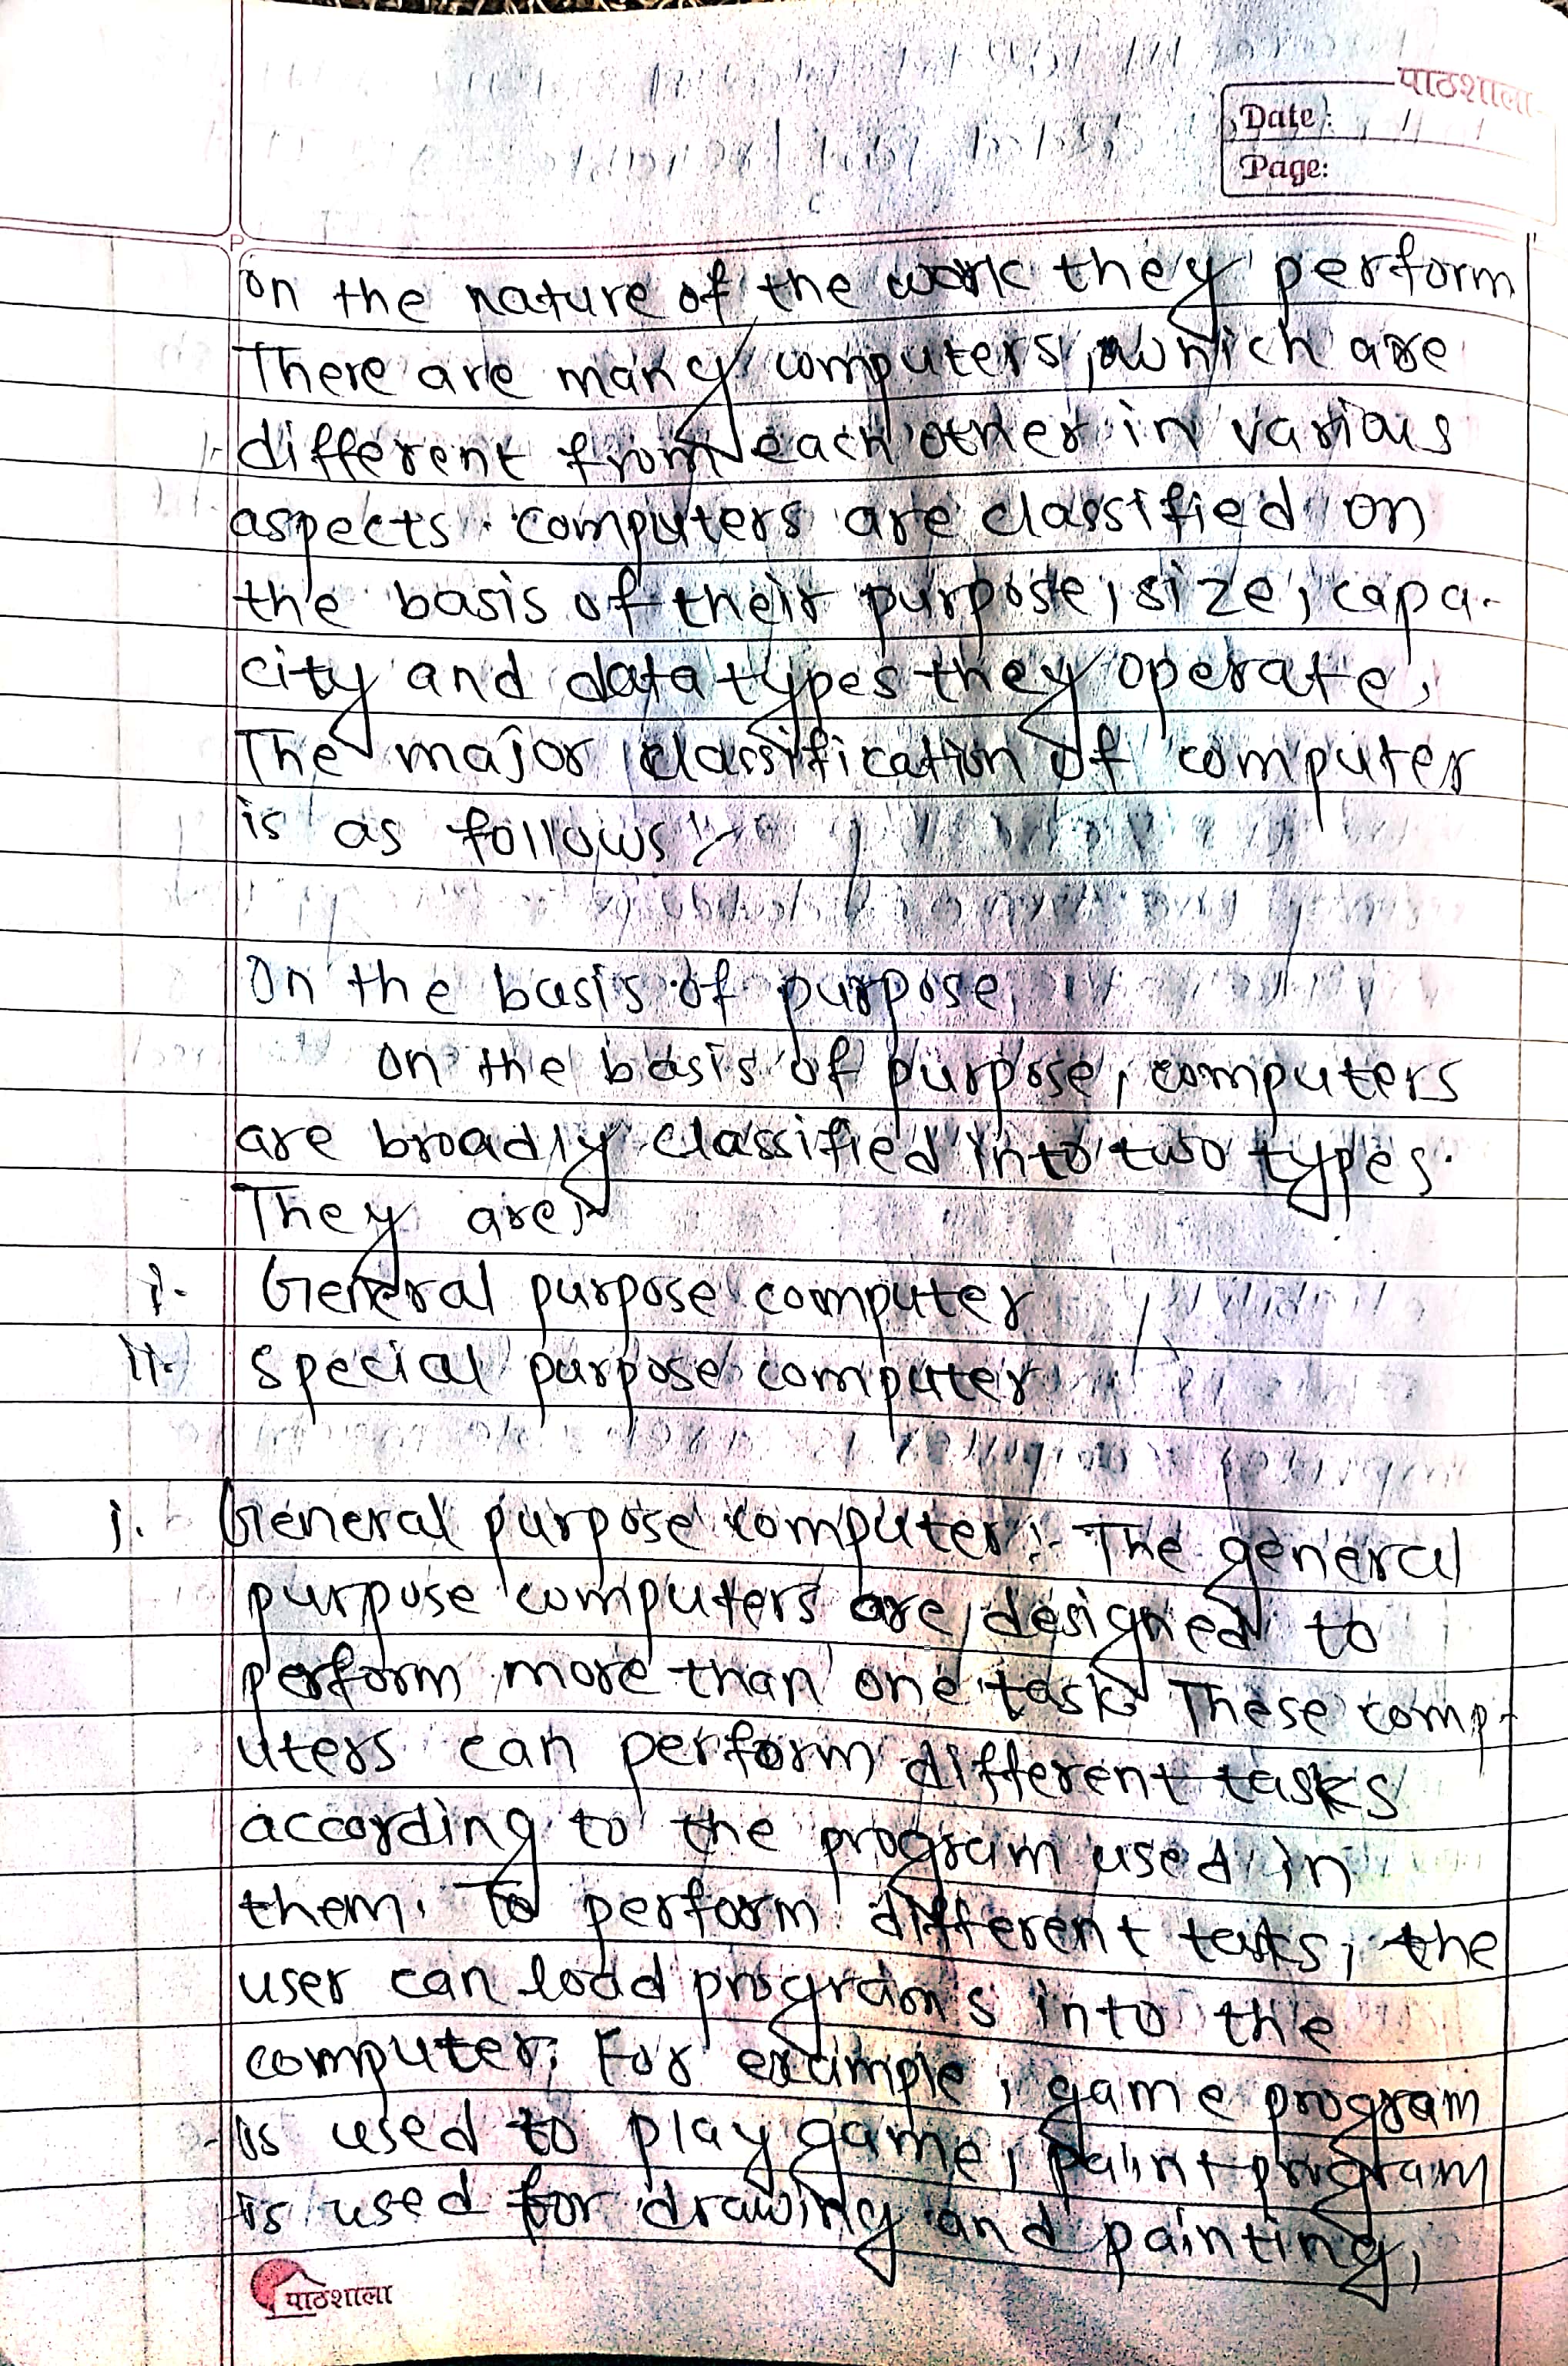 पाठशाला
Date: / /
Page:
on the nature of the work they perform
There are many computers, which are
different from each other in various
aspects. computers are classified on
the basis of their purpose, size, capa-
city and data types they operate.
The major classification of computer
is as follows:-
On the basis of purpose
on the basis of purpose, computers
are broadly classified into two types.
They are:
i. General purpose computer
ii. special purpose computer
i. General purpose computer:- The general
purpose computers are designed to
perform more than one task. These comp-
uters can perform different tasks
according to the program used in
them. To perform different tasks, the
user can load programs into the
computer. For example, game program
is used to play game, paint program
is used for drawing and painting,
पाठशाला